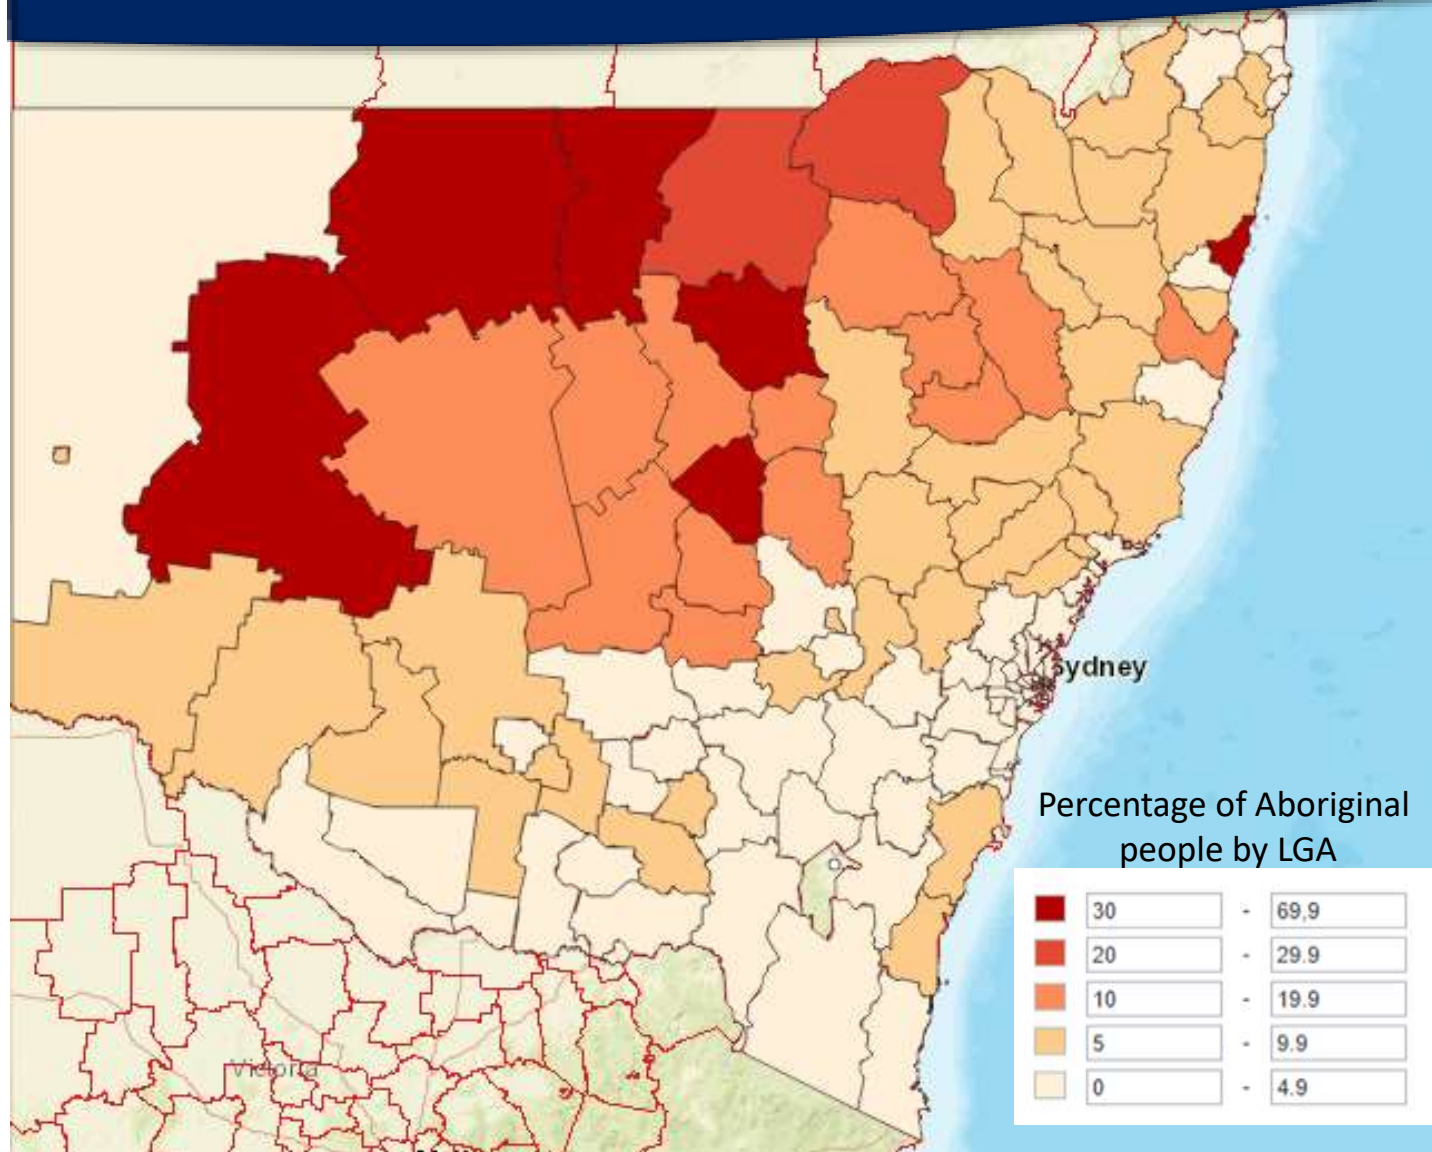 Sydney
Percentage of Aboriginal
people by LGA
30 - 69.9
20 - 29.9
10 - 19.9
5 - 9.9
0 - 4.9
Victoria